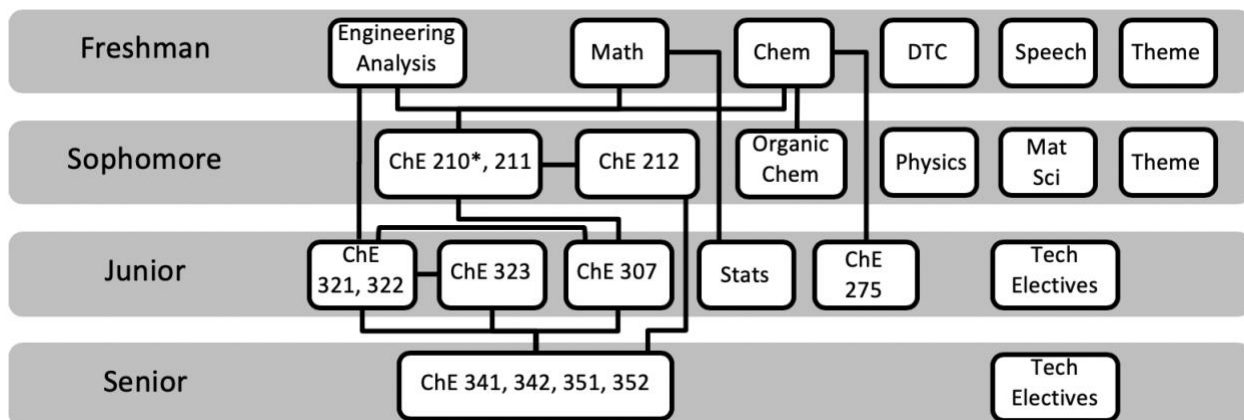 Freshman
Engineering
Analysis
Math
Chem
DTC
Speech
Theme
Sophomore
ChE 210*, 211
ChE 212
Organic
Chem
Physics
Mat
Sci
Theme
Junior
ChE
321, 322
ChE 323
ChE 307
Stats
ChE
275
Tech
Electives
Senior
ChE 341, 342, 351, 352
Tech
Electives